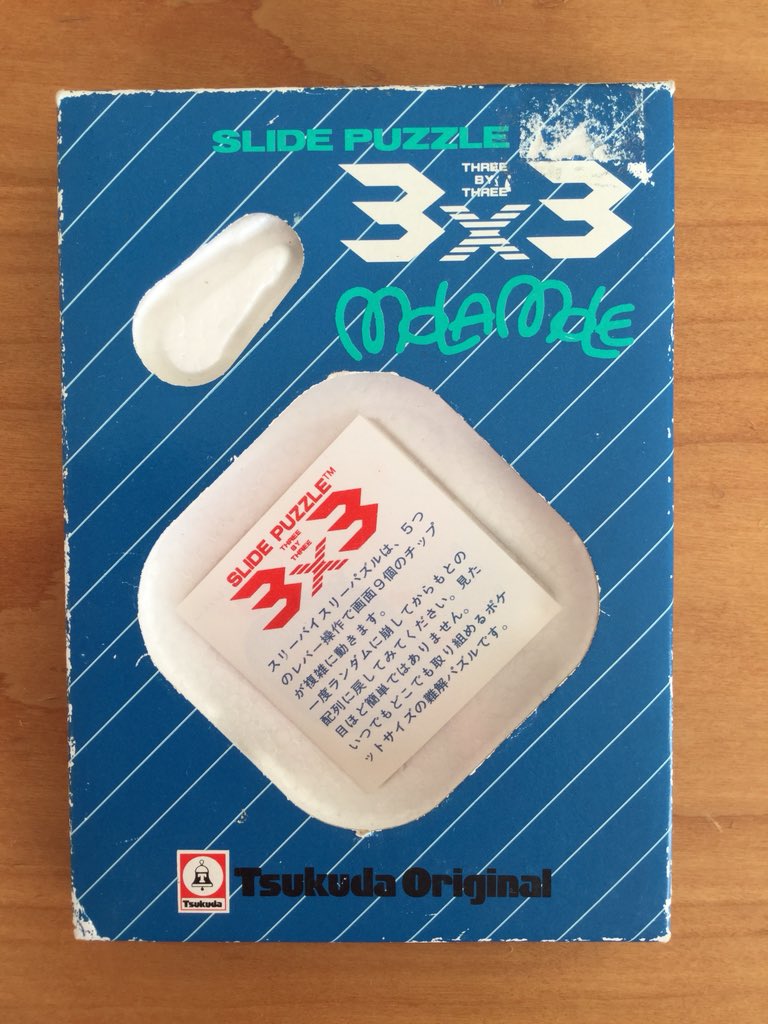 SLIDE PUZZLE
3x3
THREE
BY
THREE
MOLAMOLE
SLIDE PUZZLE™
3x3
THREE
BY
THREE
スリーバイスリーパズルは、5つ
のレバー操作で画面9個のチップ
が複雑に動きます。
一度ランダムに崩してからもとの
配列に戻してみてください。見た
目ほど簡単ではありません。
いつでもどこでも取り組めるポケ
ットサイズの難解パズルです。
T
Tsukuda
Tsukuda Original